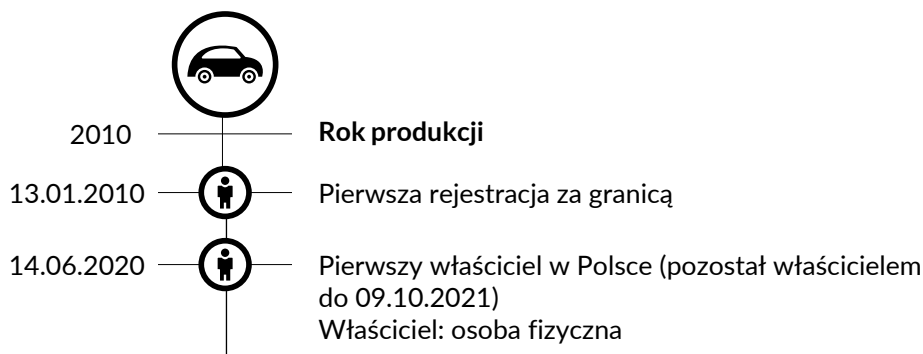 2010 Rok produkcji
13.01.2010 Pierwsza rejestracja za granicą
14.06.2020 Pierwszy właściciel w Polsce (pozostał właścicielem
do 09.10.2021)
Właściciel: osoba fizyczna